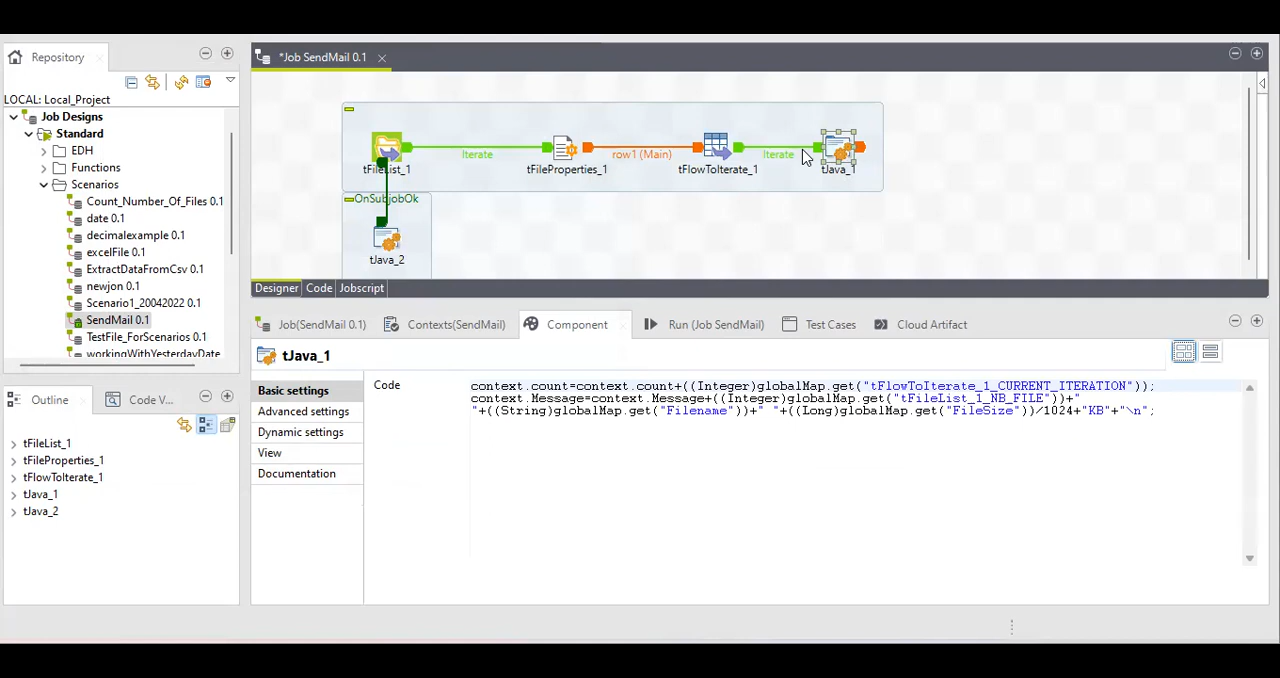 Repository
*Job SendMail 0.1
LOCAL: Local_Project
Job Designs
Standard
EDH
Functions
Scenarios
Count_Number_Of_Files 0.1
date 0.1
decimalexample 0.1
excelFile 0.1
ExtractDataFromCsv 0.1
newjon 0.1
Scenario1_20042022 0.1
SendMail 0.1
TestFile_ForScenarios 0.1
workingWithYesterdayDate
Iterate
row1 (Main)
Iterate
tFileList_1
tFileProperties_1
tFlowToIterate_1
tJava_1
OnSubjobOk
tJava_2
Designer
Code
Jobscript
Job(SendMail 0.1)
Contexts(SendMail)
Component
Run (Job SendMail)
Test Cases
Cloud Artifact
tJava_1
Basic settings
Advanced settings
Dynamic settings
View
Documentation
Code
context.count=context.count+((Integer)globalMap.get("tFlowToIterate_1_CURRENT_ITERATION"));
context.Message=context.Message+((Integer)globalMap.get("tFileList_1_NB_FILE"))+"
"+((String)globalMap.get("Filename"))+" "+((Long)globalMap.get("FileSize"))/1024+"KB"+"\n";
Outline
Code V...
tFileList_1
tFileProperties_1
tFlowToIterate_1
tJava_1
tJava_2